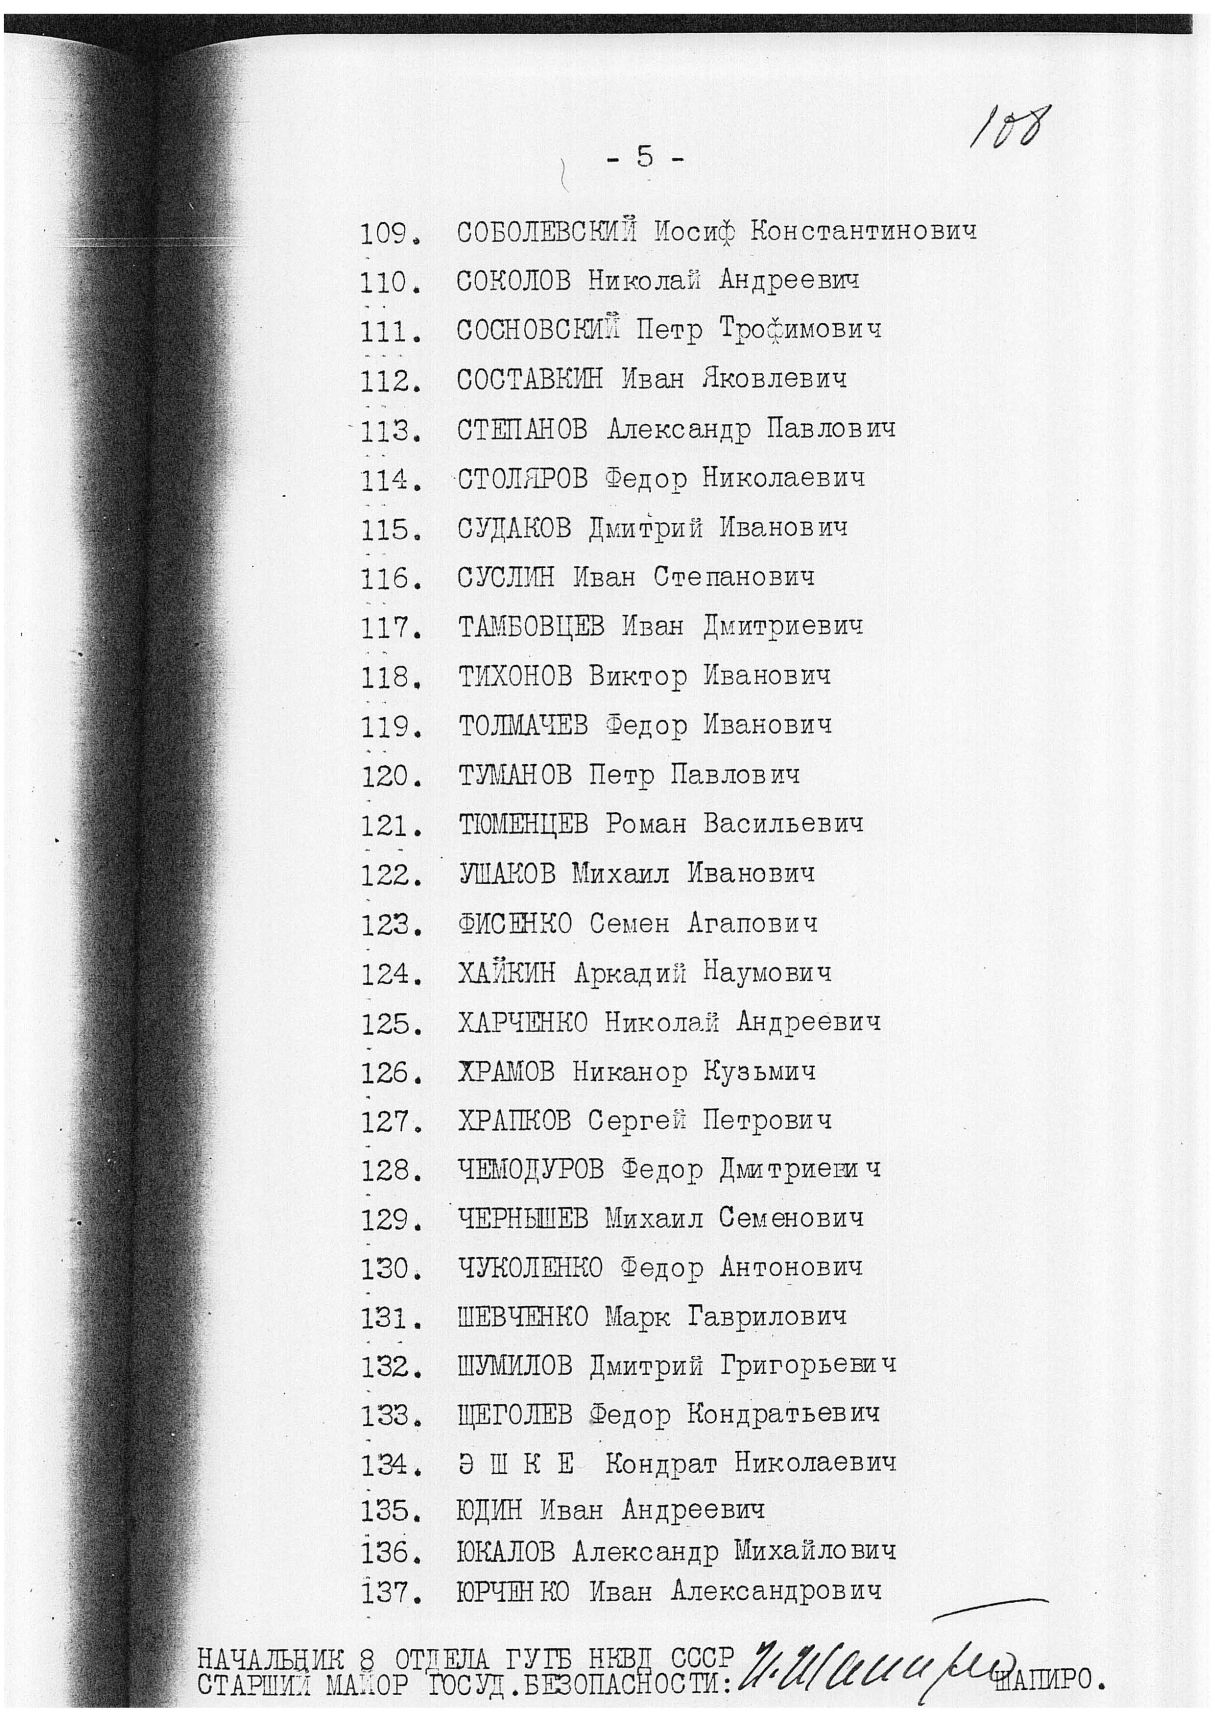 108
- 5 -
109. СОБОЛЕВСКИЙ Иосиф Константинович
110. СОКОЛОВ Николай Андреевич
111. СОСНОВСКИЙ Петр Трофимович
112. СОСТАВКИН Иван Яковлевич
113. СТЕПАНОВ Александр Павлович
114. СТОЛЯРОВ Федор Николаевич
115. СУДАКОВ Дмитрий Иванович
116. СУСЛИН Иван Степанович
117. ТАМБОВЦЕВ Иван Дмитриевич
118. ТИХОНОВ Виктор Иванович
119. ТОЛМАЧЕВ Федор Иванович
120. ТУМАНОВ Петр Павлович
121. ТЮМЕНЦЕВ Роман Васильевич
122. УШАКОВ Михаил Иванович
123. ФИСЕНКО Семен Агапович
124. ХАЙКИН Аркадий Наумович
125. ХАРЧЕНКО Николай Андреевич
126. ХРАМОВ Никанор Кузьмич
127. ХРАПКОВ Сергей Петрович
128. ЧЕМОДУРОВ Федор Дмитриевич
129. ЧЕРНЫШЕВ Михаил Семенович
130. ЧУКОЛЕНКО Федор Антонович
131. ШЕВЧЕНКО Марк Гаврилович
132. ШУМИЛОВ Дмитрий Григорьевич
133. ЩЕГОЛЕВ Федор Кондратьевич
134. Э Ш К Е Кондрат Николаевич
135. ЮДИН Иван Андреевич
136. ЮКАЛОВ Александр Михайлович
137. ЮРЧЕНКО Иван Александрович
НАЧАЛЬНИК 8 ОТДЕЛА ГУГБ НКВД СССР
СТАРШИЙ МАЙОР ГОСУД.БЕЗОПАСНОСТИ: И.Шапиро ШАПИРО.